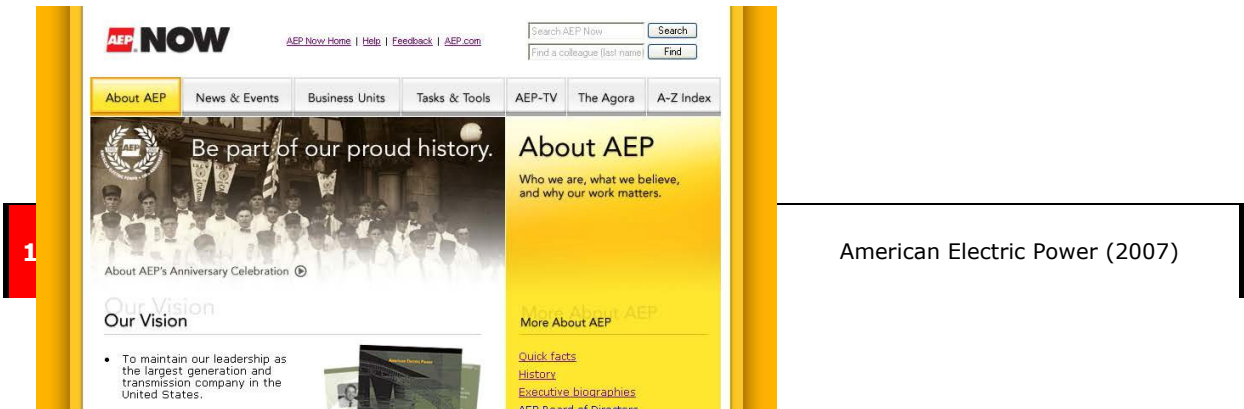 AEP NOW
AEP Now Home | Help | Feedback | AEP.com
Search AEP Now Search
Find a colleague (last name) Find
About AEP News & Events Business Units Tasks & Tools AEP-TV The Agora A-Z Index
AEP
Be part of our proud history.
About AEP's Anniversary Celebration
About AEP
Who we are, what we believe,
and why our work matters.
1
American Electric Power (2007)
Our Vision
Our Vision
• To maintain our leadership as
the largest generation and
transmission company in the
United States.
American Electric Power
More About AEP
More About AEP
Quick facts
History
Executive biographies
AEP Board of Directors